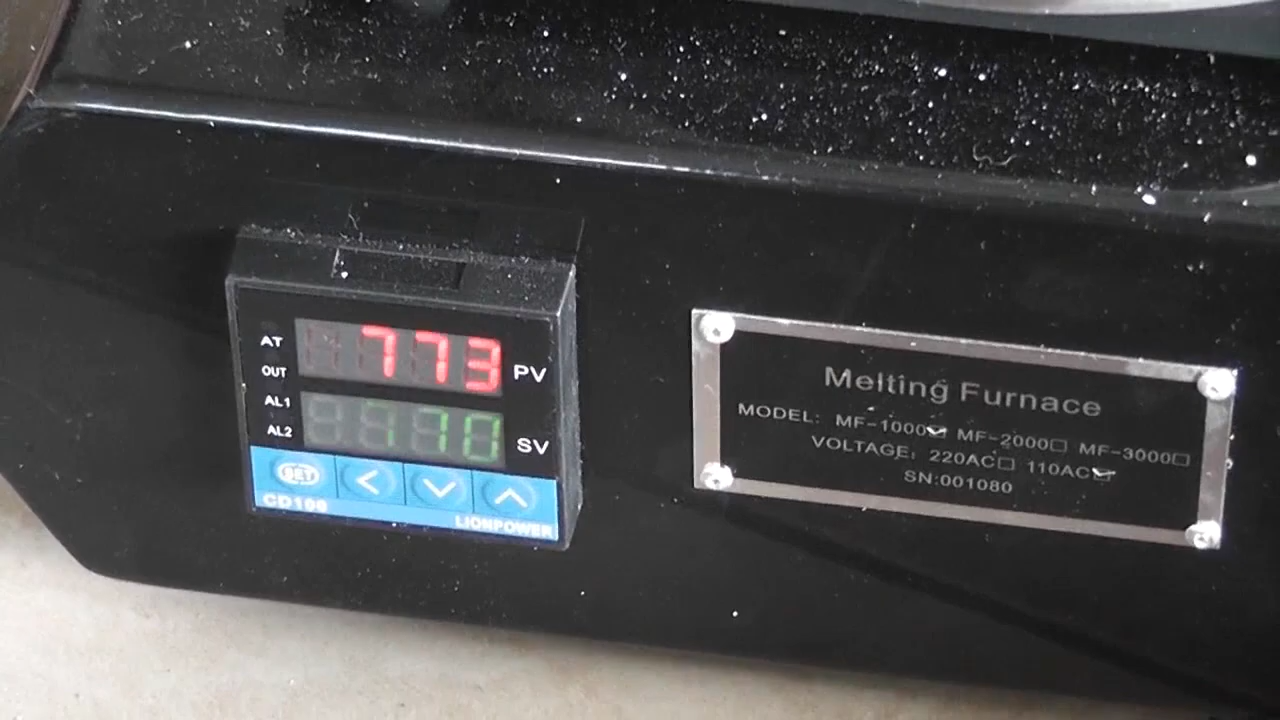 AT
OUT
AL1
AL2
773 PV
770 SV
SET
CD100
LIONPOWER
Melting Furnace
MODEL: MF-1000☑ MF-2000□ MF-3000□
VOLTAGE: 220AC□ 110AC☑
SN:001080